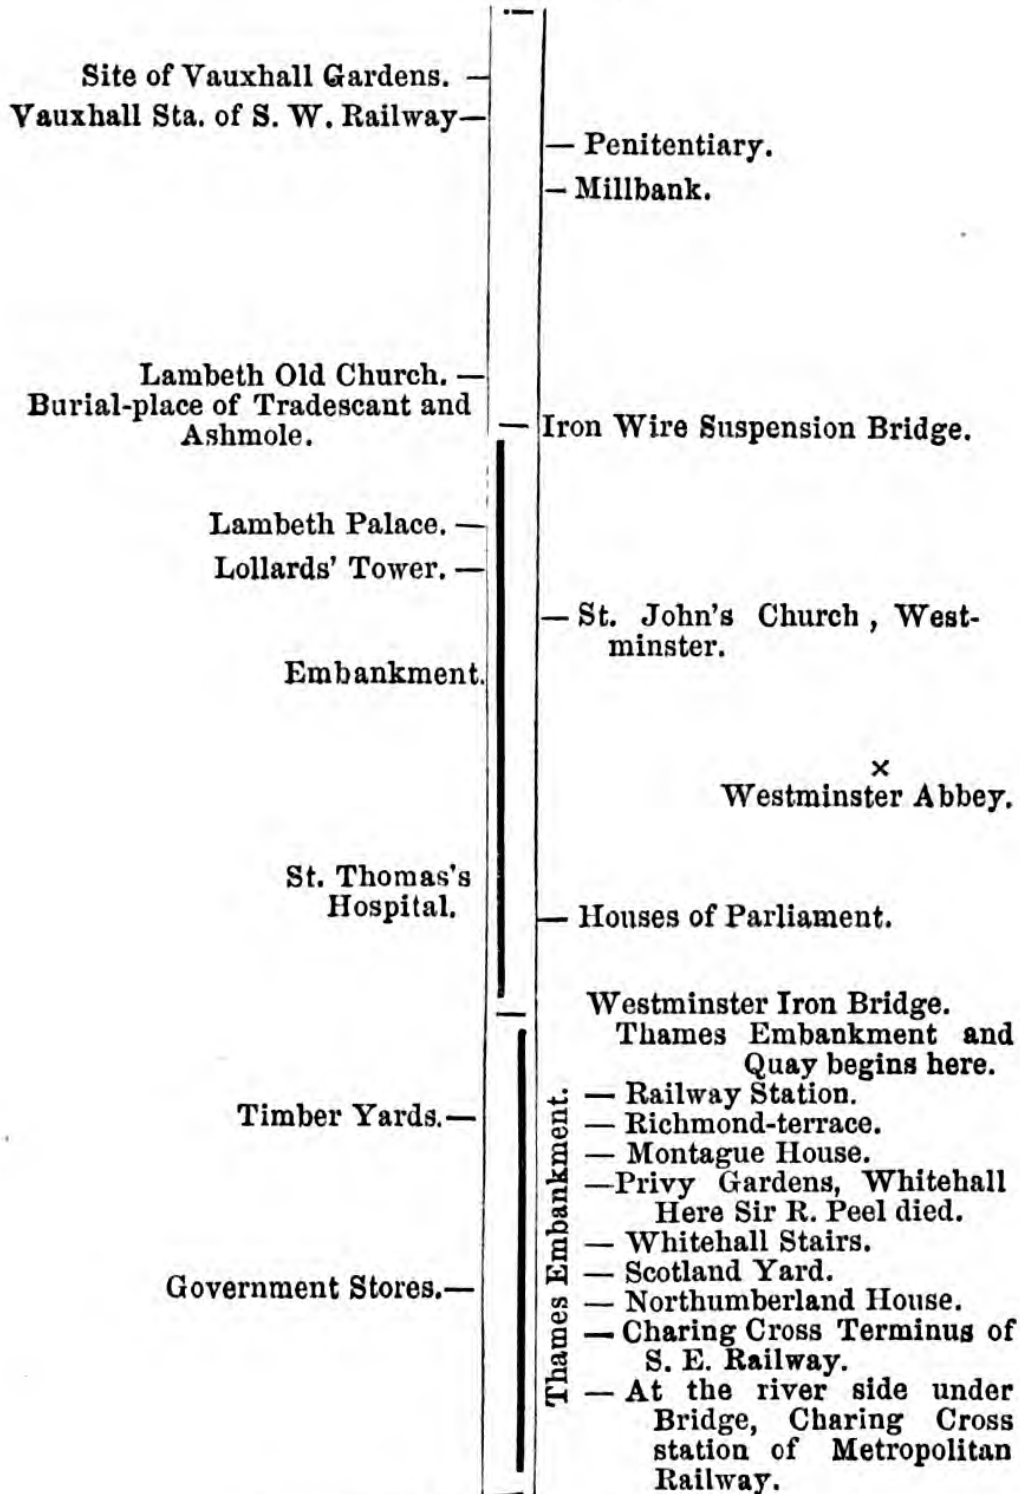 Site of Vauxhall Gardens. —
Vauxhall Sta. of S. W. Railway—
— Penitentiary.
— Millbank.
Lambeth Old Church. —
Burial-place of Tradescant and
Ashmole.
— Iron Wire Suspension Bridge.
Lambeth Palace. —
Lollards' Tower. —
— St. John's Church , West-
minster.
Embankment.
×
Westminster Abbey.
St. Thomas's
Hospital.
— Houses of Parliament.
Westminster Iron Bridge.
Thames Embankment and
Quay begins here.
Thames Embankment.
— Railway Station.
Timber Yards.—
— Richmond-terrace.
— Montague House.
—Privy Gardens, Whitehall
Here Sir R. Peel died.
— Whitehall Stairs.
— Scotland Yard.
Government Stores.—
— Northumberland House.
— Charing Cross Terminus of
S. E. Railway.
— At the river side under
Bridge, Charing Cross
station of Metropolitan
Railway.